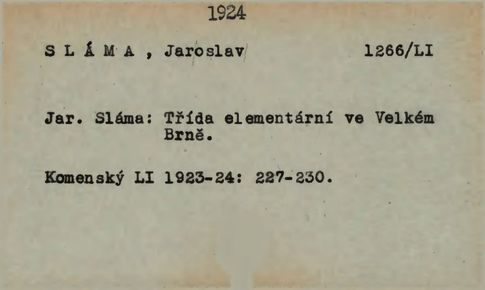 1924
S L Á M A , Jaroslav 1266/LI
Jar. Sláma: Třída elementární ve Velkém
Brně.
Komenský LI 1923-24: 227-230.